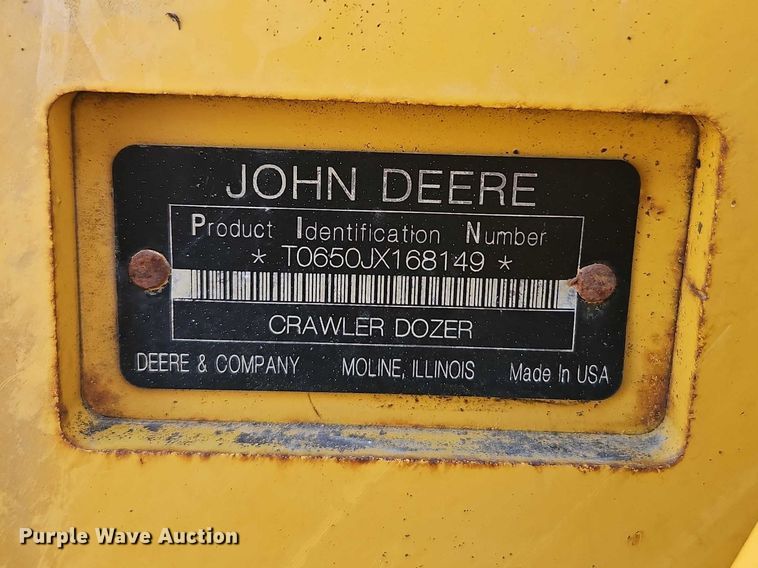 JOHN DEERE
Product Identification Number
* T0650JX168149 *
CRAWLER DOZER
DEERE & COMPANY MOLINE, ILLINOIS Made In USA
Purple Wave Auction